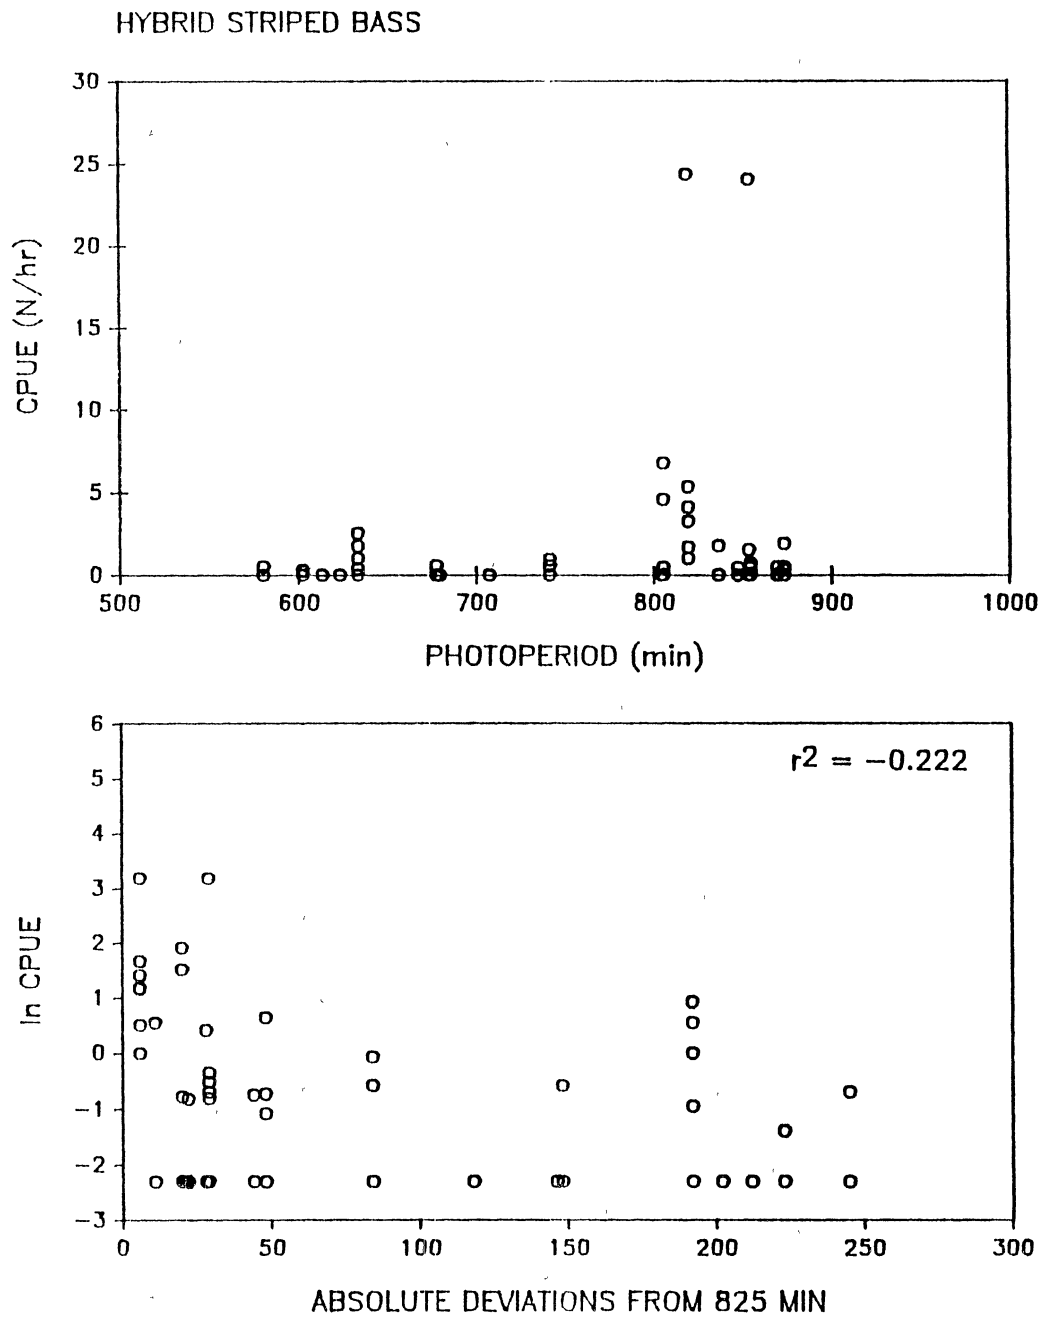 HYBRID STRIPED BASS
30
25
20
15
10
5
0
CPUE (N/hr)
500 600 700 800 900 1000
PHOTOPERIOD (min)
r2 = −0.222
6
5
4
3
2
1
0
−1
−2
−3
ln CPUE
0 50 100 150 200 250 300
ABSOLUTE DEVIATIONS FROM 825 MIN